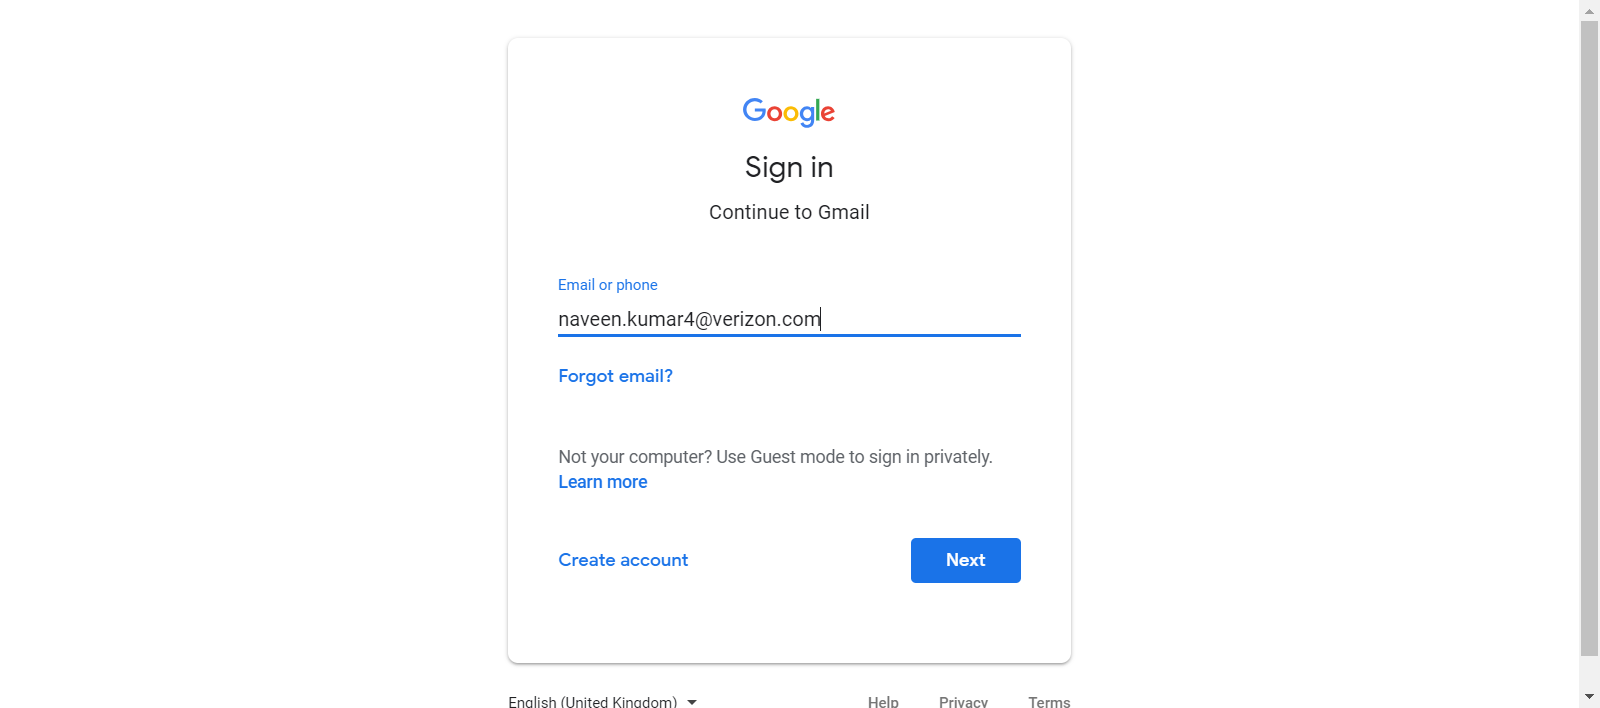 Google
Sign in
Continue to Gmail
Email or phone
naveen.kumar4@verizon.com
Forgot email?
Not your computer? Use Guest mode to sign in privately.
Learn more
Create account
Next
English (United Kingdom)
Help
Privacy
Terms